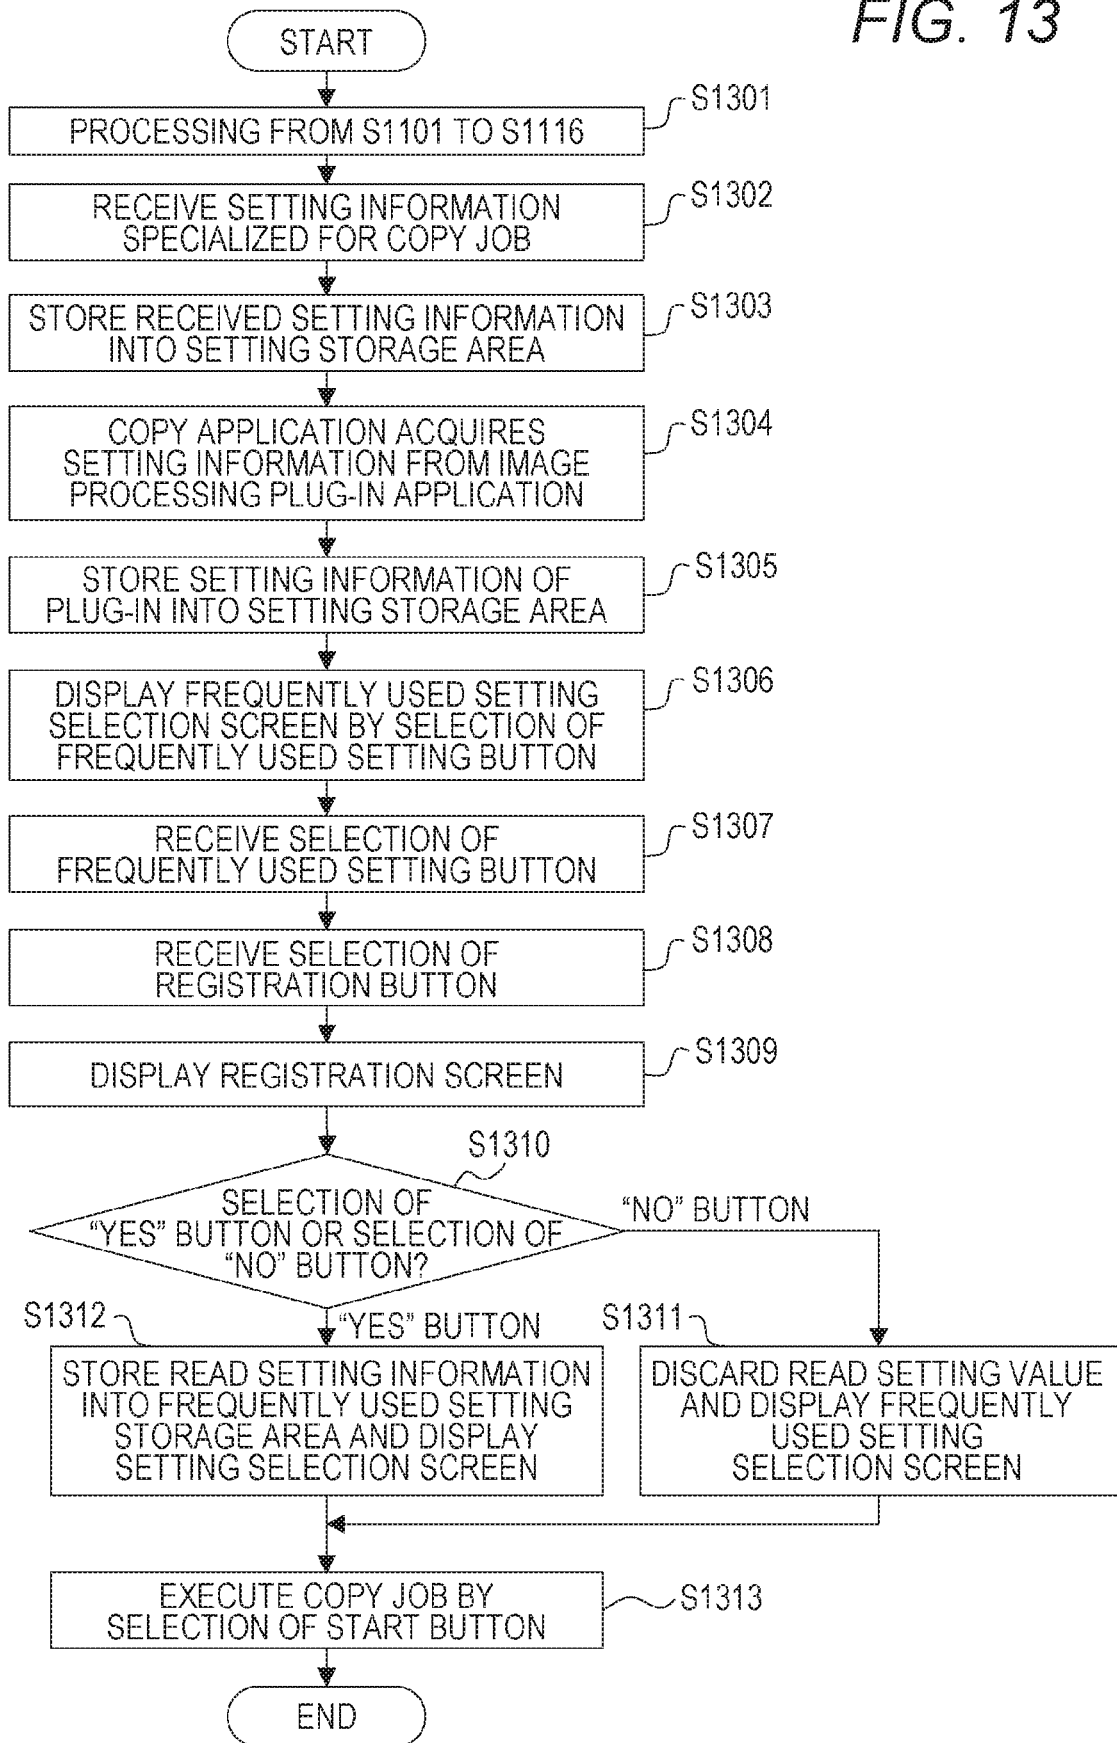 FIG. 13
START
S1301
PROCESSING FROM S1101 TO S1116
S1302
RECEIVE SETTING INFORMATION
SPECIALIZED FOR COPY JOB
S1303
STORE RECEIVED SETTING INFORMATION
INTO SETTING STORAGE AREA
S1304
COPY APPLICATION ACQUIRES
SETTING INFORMATION FROM IMAGE
PROCESSING PLUG-IN APPLICATION
S1305
STORE SETTING INFORMATION OF
PLUG-IN INTO SETTING STORAGE AREA
S1306
DISPLAY FREQUENTLY USED SETTING
SELECTION SCREEN BY SELECTION OF
FREQUENTLY USED SETTING BUTTON
S1307
RECEIVE SELECTION OF
FREQUENTLY USED SETTING BUTTON
S1308
RECEIVE SELECTION OF
REGISTRATION BUTTON
S1309
DISPLAY REGISTRATION SCREEN
S1310
SELECTION OF
“YES” BUTTON OR SELECTION OF
“NO” BUTTON?
“NO” BUTTON
S1312
“YES” BUTTON
STORE READ SETTING INFORMATION
INTO FREQUENTLY USED SETTING
STORAGE AREA AND DISPLAY
SETTING SELECTION SCREEN
S1311
DISCARD READ SETTING VALUE
AND DISPLAY FREQUENTLY
USED SETTING
SELECTION SCREEN
EXECUTE COPY JOB BY
SELECTION OF START BUTTON
S1313
END